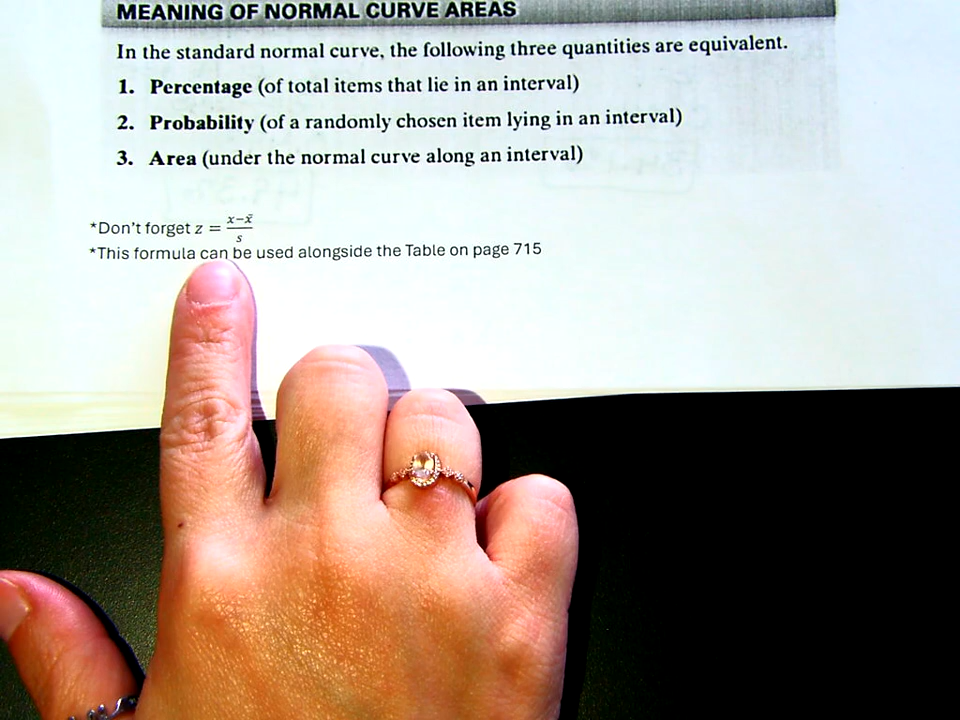 MEANING OF NORMAL CURVE AREAS
In the standard normal curve, the following three quantities are equivalent.
1. Percentage (of total items that lie in an interval)
2. Probability (of a randomly chosen item lying in an interval)
3. Area (under the normal curve along an interval)
*Don't forget z = \frac{x-\bar{x}}{s}
*This formula can be used alongside the Table on page 715